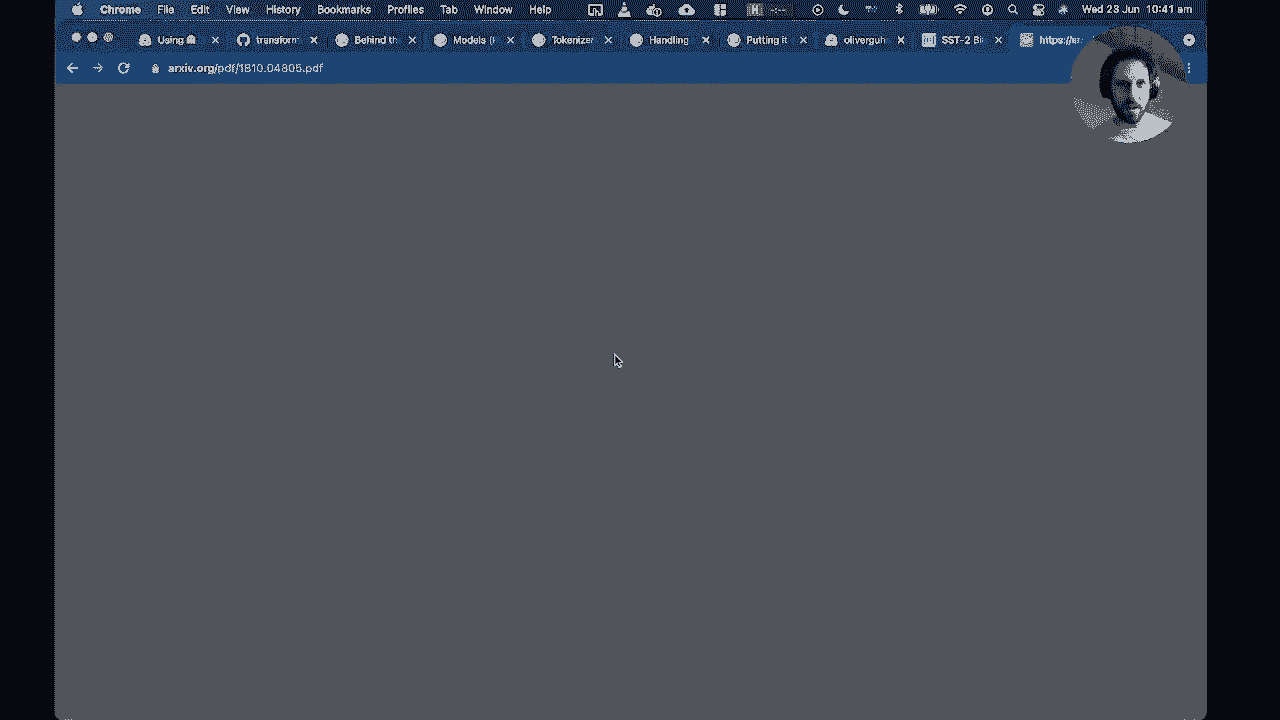 Chrome File Edit View History Bookmarks Profiles Tab Window Help Wed 23 Jun 10:41 am
Using transform Behind th Models ( Tokenizer Handling Putting it oliverguh SST-2 Bi https://ar
arxiv.org/pdf/1810.04805.pdf